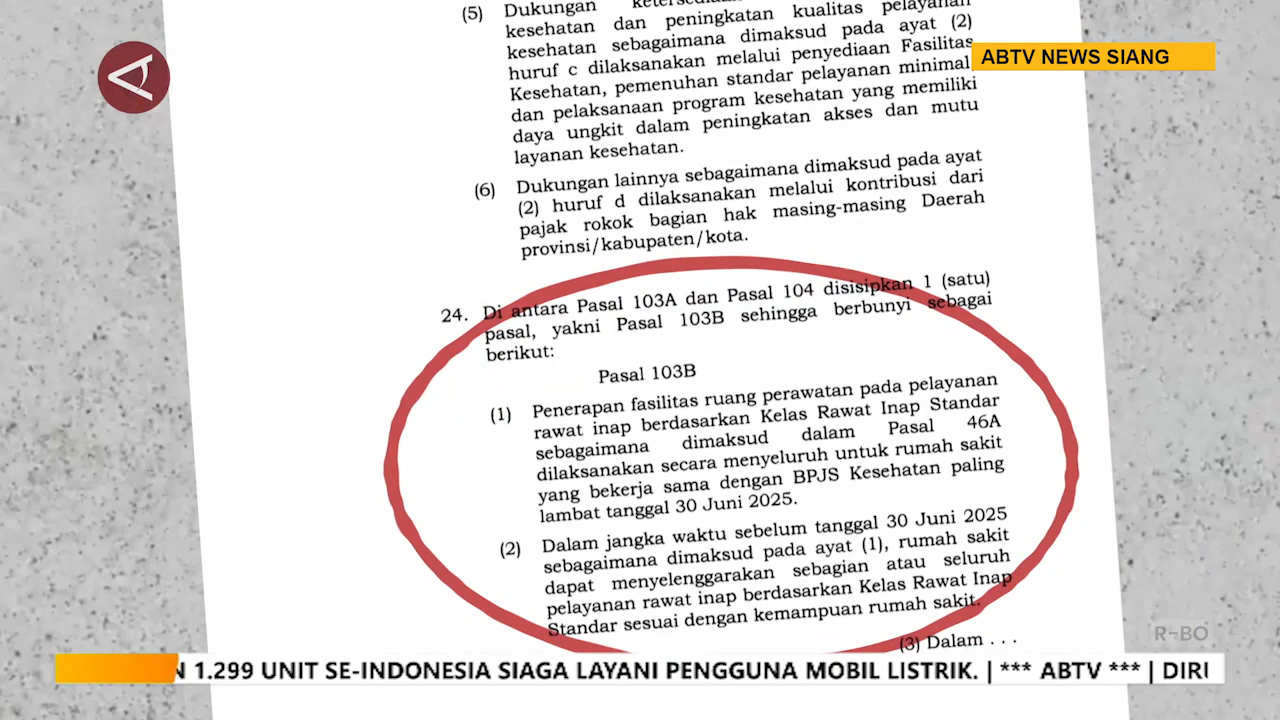 (5) Dukungan
kesehatan dan peningkatan kualitas pelayanan
kesehatan sebagaimana dimaksud pada ayat (2)
huruf c dilaksanakan melalui penyediaan Fasilitas
Kesehatan, pemenuhan standar pelayanan minimal
dan pelaksanaan program kesehatan yang memiliki
daya ungkit dalam peningkatan akses dan mutu
layanan kesehatan.
ABTV NEWS SIANG
(6) Dukungan lainnya sebagaimana dimaksud pada ayat
(2) huruf d dilaksanakan melalui kontribusi dari
pajak rokok bagian hak masing-masing Daerah
provinsi/kabupaten/kota.
24. Di antara Pasal 103A dan Pasal 104 disisipkan 1 (satu)
pasal, yakni Pasal 103B sehingga berbunyi sebagai
berikut:
Pasal 103B
(1) Penerapan fasilitas ruang perawatan pada pelayanan
rawat inap berdasarkan Kelas Rawat Inap Standar
sebagaimana dimaksud dalam Pasal 46A
dilaksanakan secara menyeluruh untuk rumah sakit
yang bekerja sama dengan BPJS Kesehatan paling
lambat tanggal 30 Juni 2025.
(2) Dalam jangka waktu sebelum tanggal 30 Juni 2025
sebagaimana dimaksud pada ayat (1), rumah sakit
dapat menyelenggarakan sebagian atau seluruh
pelayanan rawat inap berdasarkan Kelas Rawat Inap
Standar sesuai dengan kemampuan rumah sakit.
(3) Dalam . . .
R-BO
N 1.299 UNIT SE-INDONESIA SIAGA LAYANI PENGGUNA MOBIL LISTRIK. | *** ABTV *** |